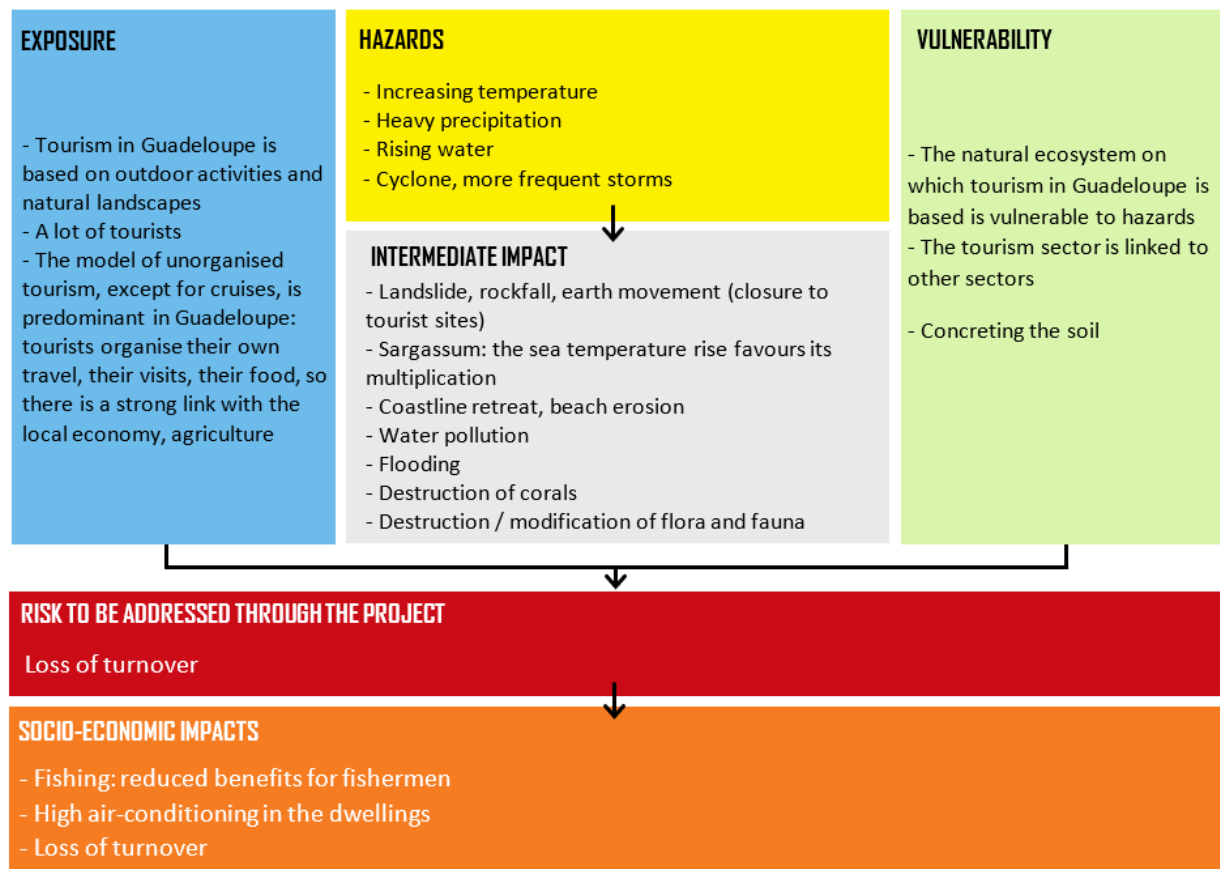 EXPOSURE
- Tourism in Guadeloupe is
based on outdoor activities and
natural landscapes
- A lot of tourists
- The model of unorganised
tourism, except for cruises, is
predominant in Guadeloupe:
tourists organise their own
travel, their visits, their food, so
there is a strong link with the
local economy, agriculture
HAZARDS
- Increasing temperature
- Heavy precipitation
- Rising water
- Cyclone, more frequent storms
INTERMEDIATE IMPACT
- Landslide, rockfall, earth movement (closure to
tourist sites)
- Sargassum: the sea temperature rise favours its
multiplication
- Coastline retreat, beach erosion
- Water pollution
- Flooding
- Destruction of corals
- Destruction / modification of flora and fauna
VULNERABILITY
- The natural ecosystem on
which tourism in Guadeloupe is
based is vulnerable to hazards
- The tourism sector is linked to
other sectors
- Concreting the soil
RISK TO BE ADDRESSED THROUGH THE PROJECT
Loss of turnover
SOCIO-ECONOMIC IMPACTS
- Fishing: reduced benefits for fishermen
- High air-conditioning in the dwellings
- Loss of turnover